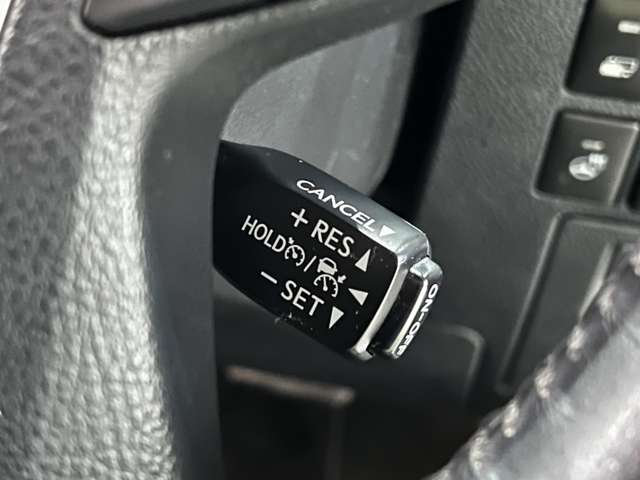 CANCEL▼
+ RES ▲
HOLD / ◄
− SET ▼
ON-OFF